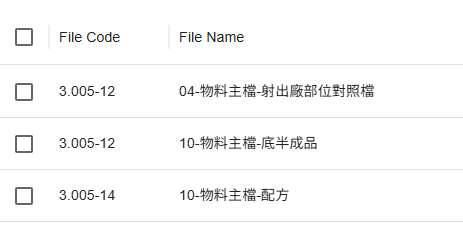 File Code File Name
3.005-12 04-物料主檔-射出廠部位對照檔
3.005-12 10-物料主檔-底半成品
3.005-14 10-物料主檔-配方